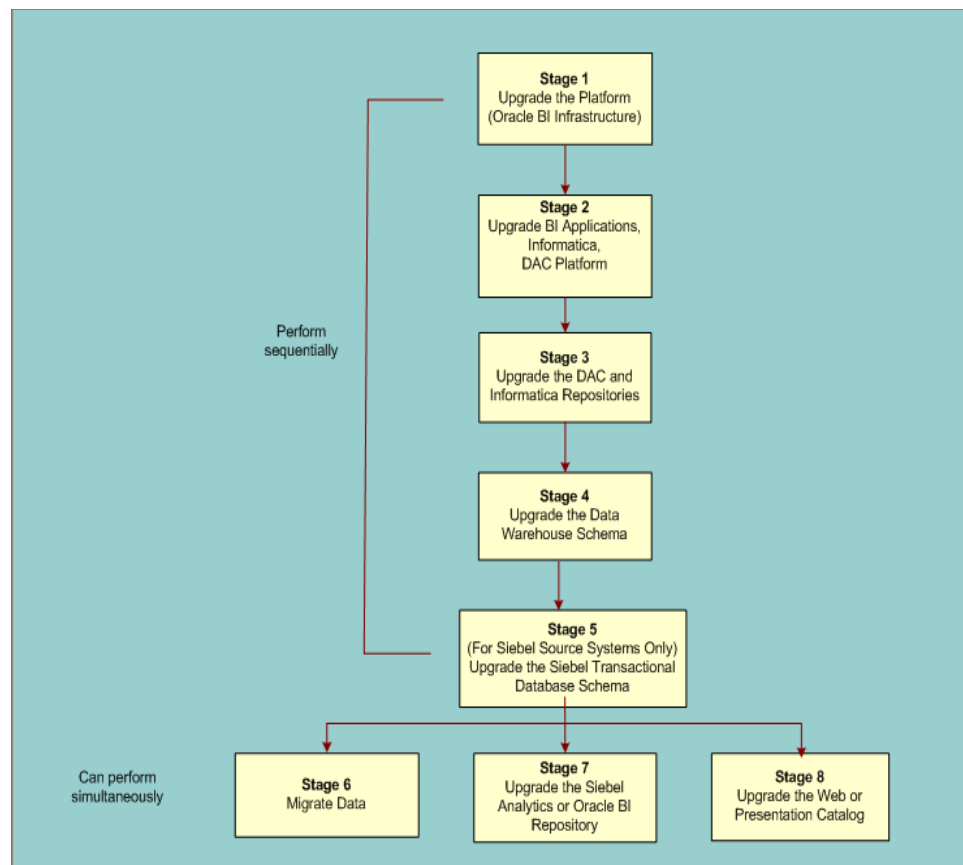 Stage 1
Upgrade the Platform
(Oracle BI Infrastructure)
Stage 2
Upgrade BI Applications,
Informatica,
DAC Platform
Perform
sequentially
Stage 3
Upgrade the DAC and
Informatica Repositories
Stage 4
Upgrade the Data
Warehouse Schema
Stage 5
(For Siebel Source Systems Only)
Upgrade the Siebel Transactional
Database Schema
Can perform
simultaneously
Stage 6
Migrate Data
Stage 7
Upgrade the Siebel
Analytics or Oracle BI
Repository
Stage 8
Upgrade the Web or
Presentation Catalog